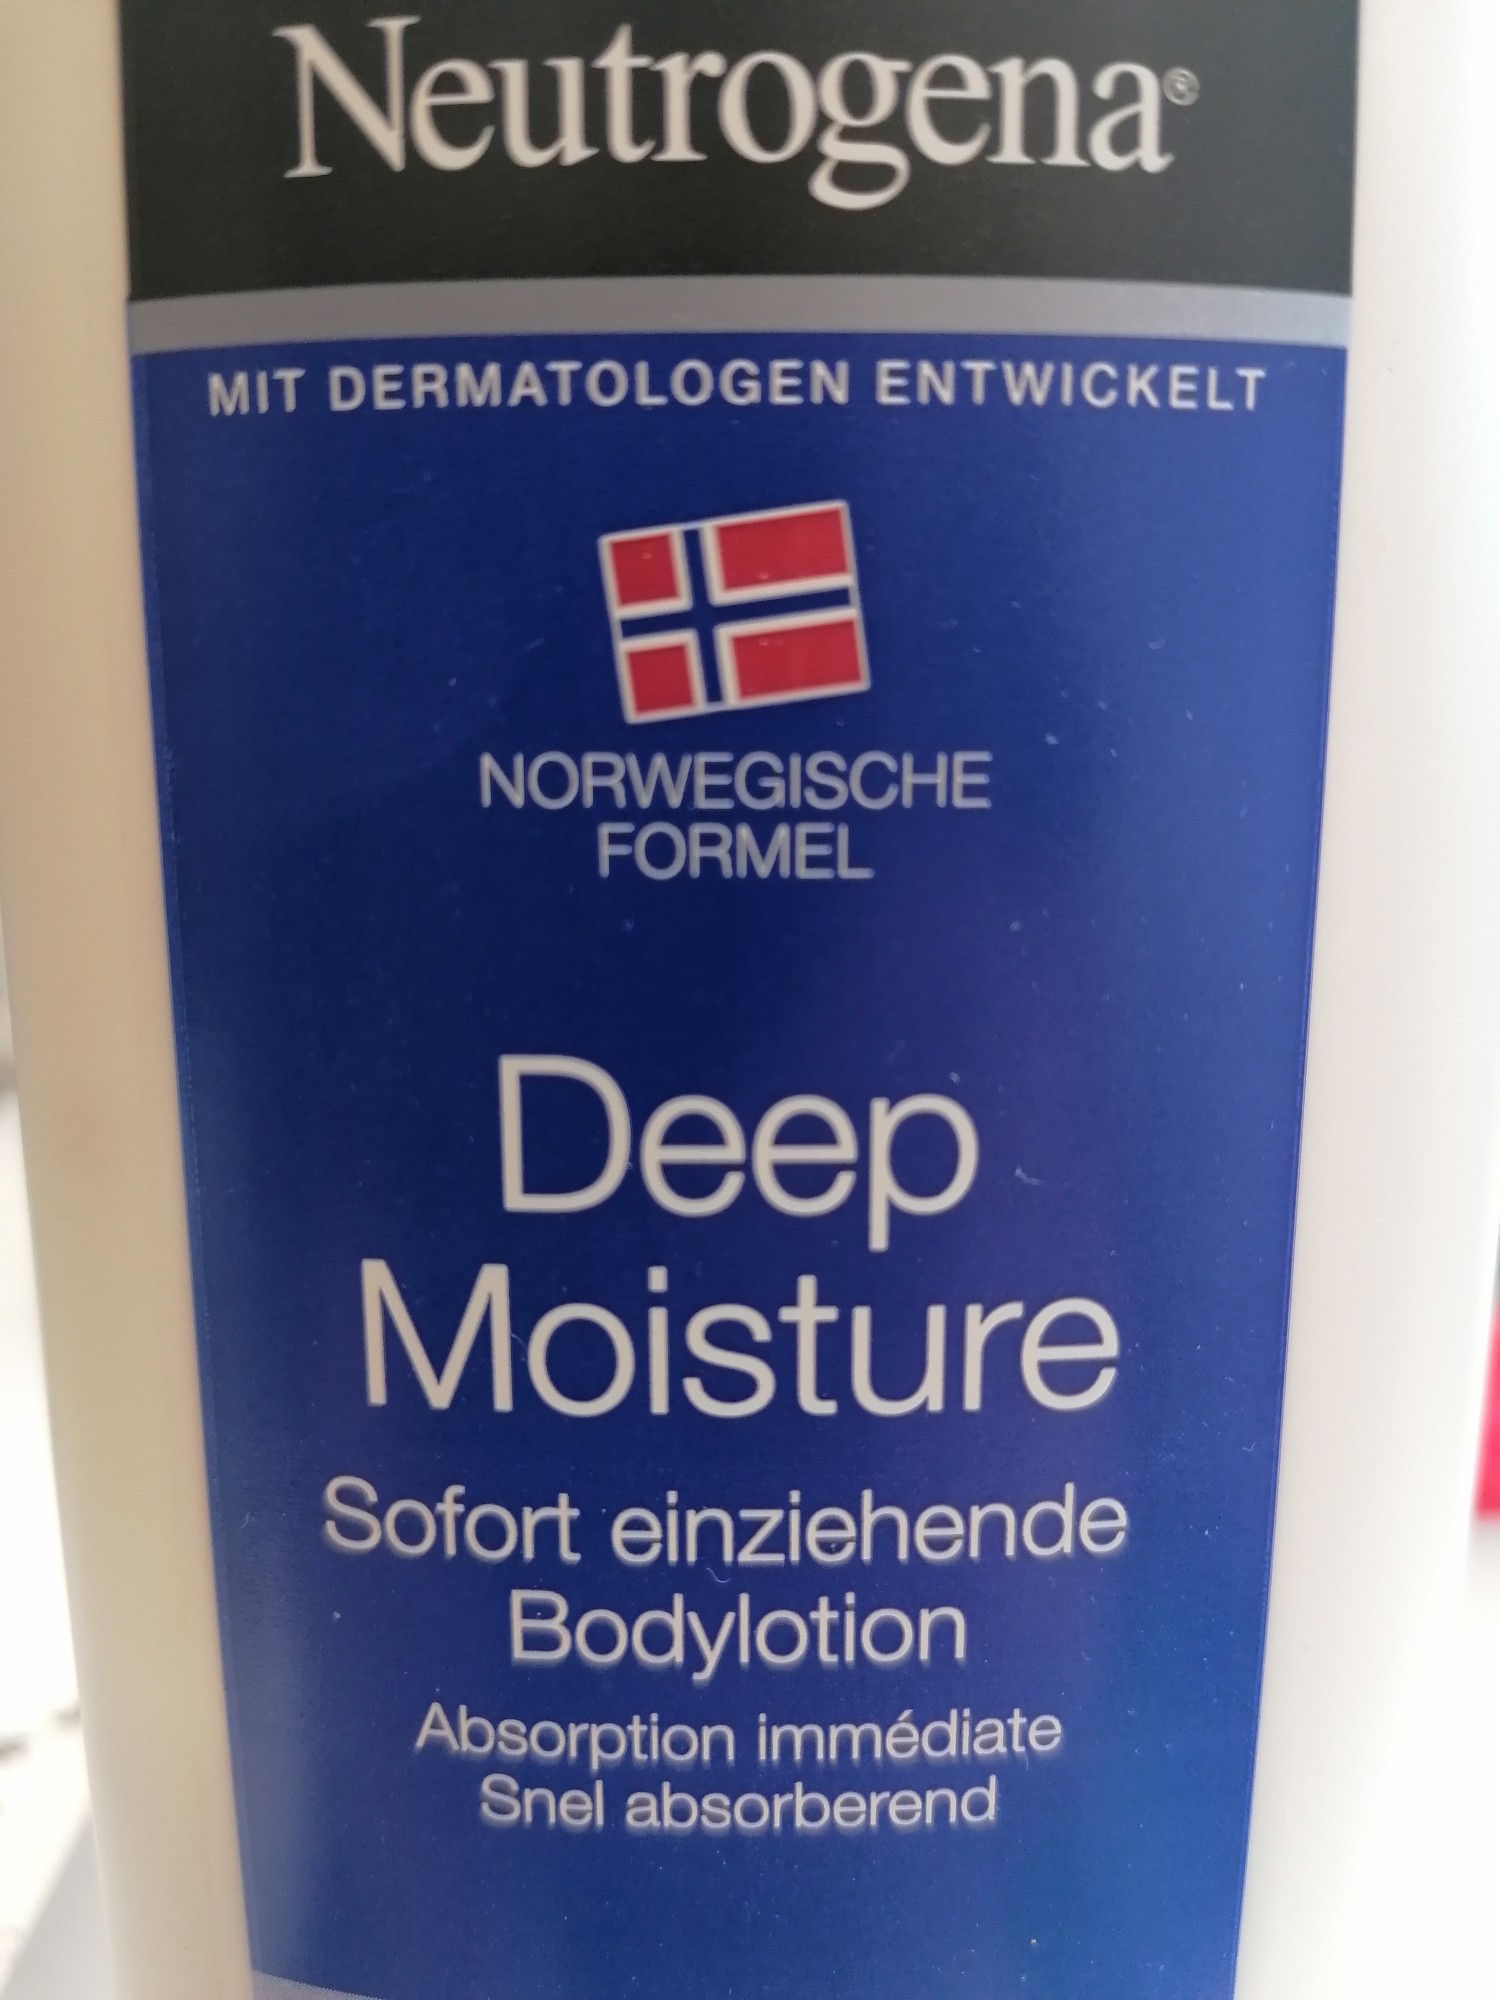 Neutrogena®
MIT DERMATOLOGEN ENTWICKELT
NORWEGISCHE
FORMEL
Deep
Moisture
Sofort einziehende
Bodylotion
Absorption immédiate
Snel absorberend